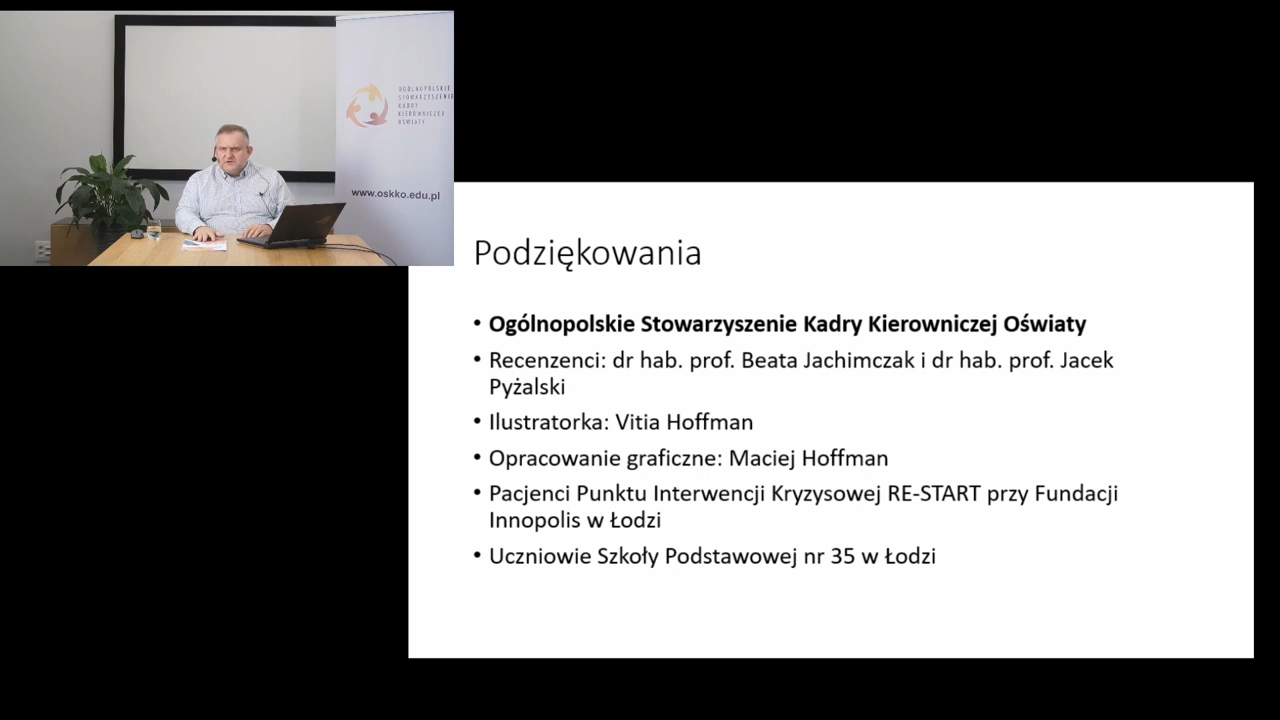 OGÓLNOPOLSKIE
STOWARZYSZENIE
KADRY
KIEROWNICZEJ
OŚWIATY
www.oskko.edu.pl
Podziękowania
• Ogólnopolskie Stowarzyszenie Kadry Kierowniczej Oświaty
• Recenzenci: dr hab. prof. Beata Jachimczak i dr hab. prof. Jacek
Pyżalski
• Ilustratorka: Vitia Hoffman
• Opracowanie graficzne: Maciej Hoffman
• Pacjenci Punktu Interwencji Kryzysowej RE-START przy Fundacji
Innopolis w Łodzi
• Uczniowie Szkoły Podstawowej nr 35 w Łodzi